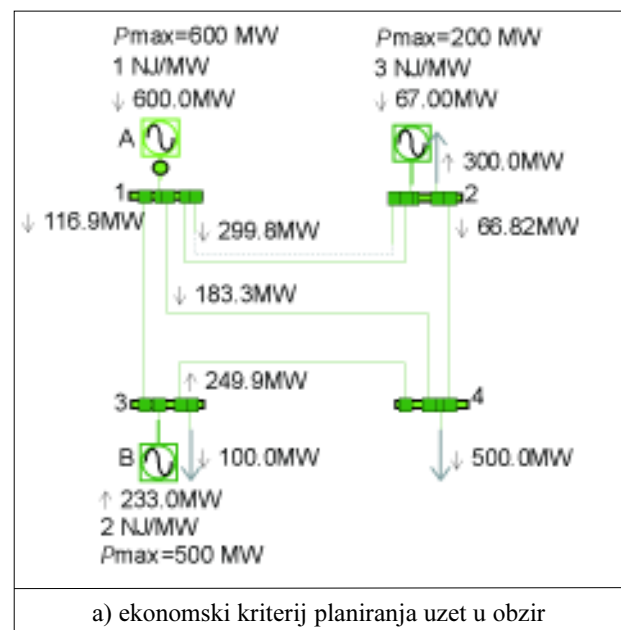 Pmax=600 MW
1 NJ/MW
↓ 600.0MW
A
Pmax=200 MW
3 NJ/MW
↓ 67.00MW
↑ 300.0MW
1
2
↓ 116.9MW
↓ 299.8MW
↓ 66.82MW
↓ 183.3MW
↑ 249.9MW
3
4
B
↓ 100.0MW
↓ 500.0MW
↑ 233.0MW
2 NJ/MW
Pmax=500 MW
a) ekonomski kriterij planiranja uzet u obzir